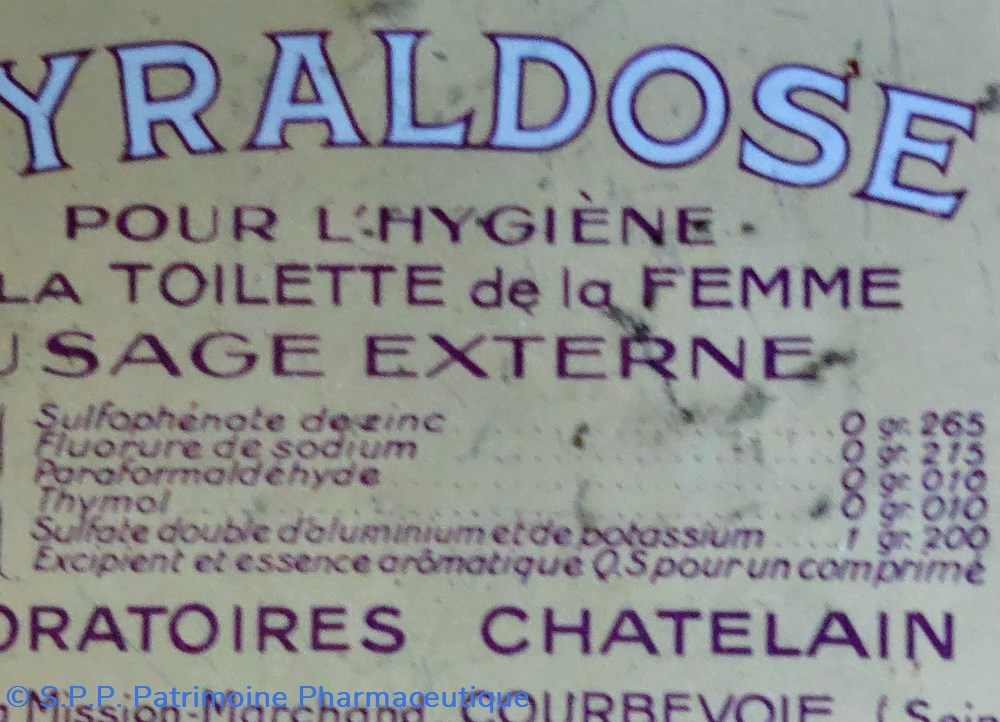 YRALDOSE
POUR L'HYGIÈNE
LA TOILETTE de la FEMME
USAGE EXTERNE
Sulfophénate de zinc ........ 0 gr. 265
Fluorure de sodium ........ 0 gr. 215
Paraformaldéhyde ........ 0 gr. 010
Thymol ........ 0 gr. 010
Sulfate double d'aluminium et de potassium ..... 1 gr. 200
Excipient et essence arômatique Q.S pour un comprimé
ORATOIRES CHATELAIN
© S.P.P. Patrimoine Pharmaceutique
Mission-Marchand, COURBEVOIE (Sein